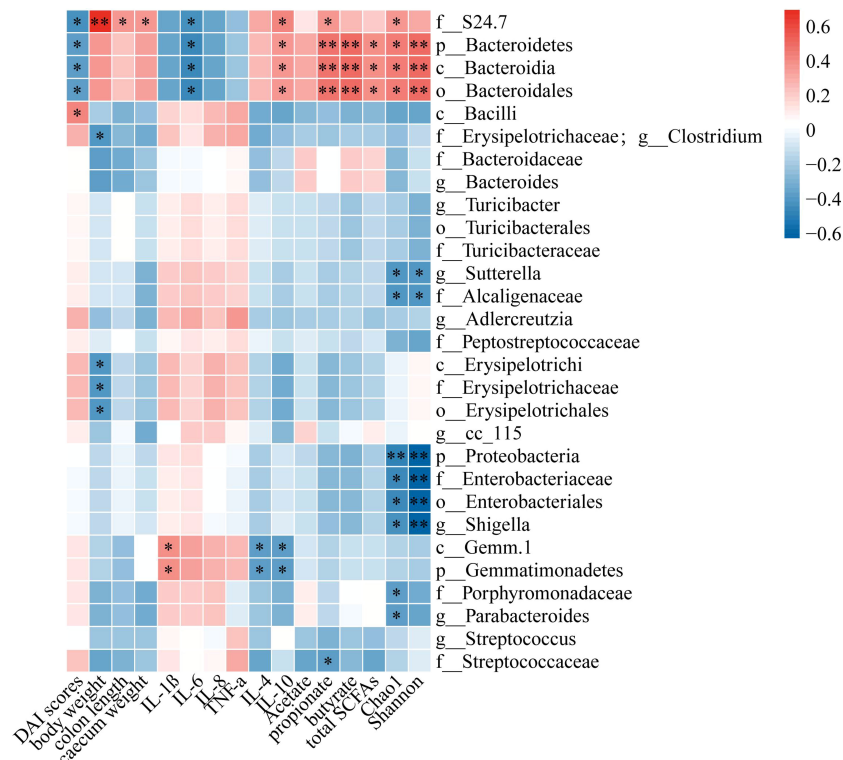 * ** * * * * * * f__S24.7
* * * ** ** * * ** p__Bacteroidetes
* * * ** ** * * ** c__Bacteroidia
* * * ** ** * * ** o__Bacteroidales
* c__Bacilli
* f__Erysipelotrichaceae; g__Clostridium
f__Bacteroidaceae
g__Bacteroides
g__Turicibacter
o__Turicibacterales
f__Turicibacteraceae
* * g__Sutterella
* * f__Alcaligenaceae
g__Adlercreutzia
f__Peptostreptococcaceae
* c__Erysipelotrichi
* f__Erysipelotrichaceae
* o__Erysipelotrichales
g__cc_115
** ** p__Proteobacteria
* ** f__Enterobacteriaceae
* ** o__Enterobacteriales
* ** g__Shigella
* * * c__Gemm.1
* * * p__Gemmatimonadetes
* f__Porphyromonadaceae
* g__Parabacteroides
g__Streptococcus
* f__Streptococcaceae
DAI scores
body weight
colon length
caecum weight
IL-1ß
IL-6
IL-8
TNF-a
IL-4
IL-10
Acetate
propionate
butyrate
total SCFAs
Chao1
Shannon
0.6
0.4
0.2
0
−0.2
−0.4
−0.6